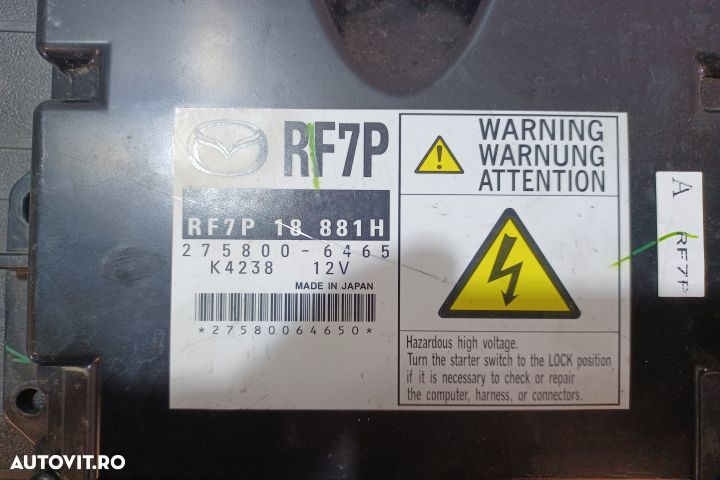 RF7P
RF7P 18 881H
275800-6465
K4238 12V
MADE IN JAPAN
*27580064650*
WARNING
WARNUNG
ATTENTION
Hazardous high voltage.
Turn the starter switch to the LOCK position
if it is necessary to check or repair
the computer, harness, or connectors.
A RF7P
AUTOVIT.RO